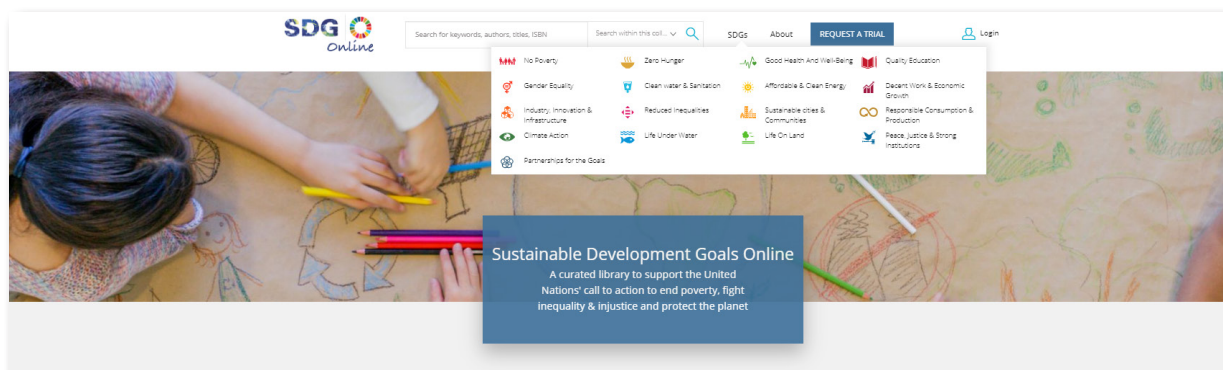 SDG
Online
Search for keywords, authors, titles, ISBN
Search within this coll...
SDGs
About
REQUEST A TRIAL
Login
No Poverty
Zero Hunger
Good Health And Well-Being
Quality Education
Gender Equality
Clean water & Sanitation
Affordable & Clean Energy
Decent Work & Economic
Growth
Industry, Innovation &
Infrastructure
Reduced Inequalities
Sustainable cities &
Communities
Responsible Consumption &
Production
Climate Action
Life Under Water
Life On Land
Peace, Justice & Strong
Institutions
Partnerships for the Goals
Sustainable Development Goals Online
A curated library to support the United
Nations' call to action to end poverty, fight
inequality & injustice and protect the planet